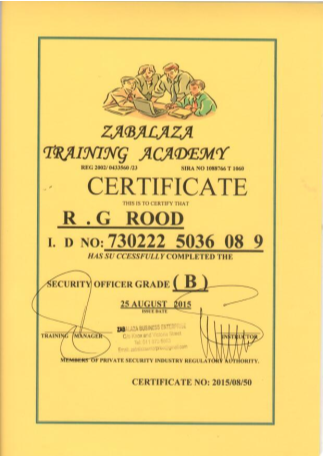 ZABALAZA
TRAINING ACADEMY
REG 2002/ 0433560 /23 SIRA NO 1088766 T 1060
CERTIFICATE
THIS IS TO CERTIFY THAT
R . G ROOD
I. D NO: 730222 5036 08 9
HAS SU CCESSFULLY COMPLETED THE
SECURITY OFFICER GRADE ( B )
25 AUGUST 2015
ISSUE DATE
ZABALAZA BUSINESS ENTERPRISE
TRAINING MANAGER INSTRUCTOR
MEMBERS OF PRIVATE SECURITY INDUSTRY REGULATORY AUTHORITY.
CERTIFICATE NO: 2015/08/50